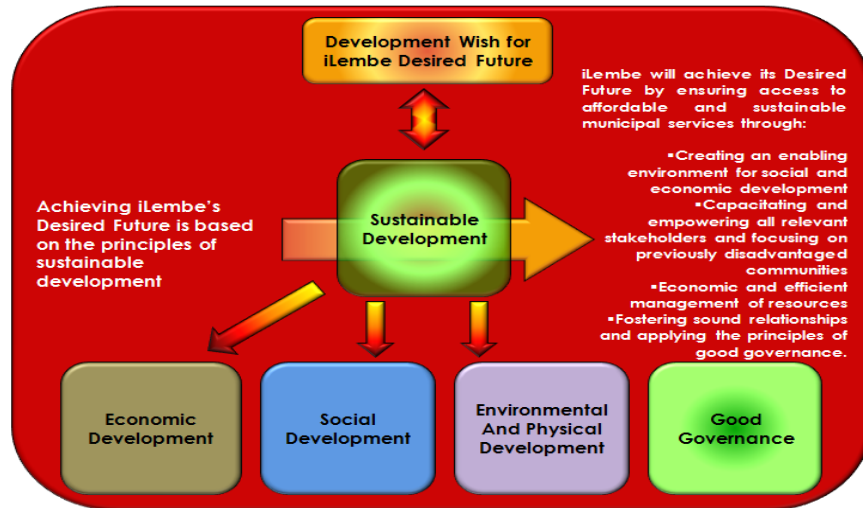 Development Wish for
iLembe Desired Future
iLembe will achieve its Desired
Future by ensuring access to
affordable and sustainable
municipal services through:
▪Creating an enabling
environment for social and
economic development
▪Capacitating and
empowering all relevant
stakeholders and focusing on
previously disadvantaged
communities
▪Economic and efficient
management of resources
▪Fostering sound relationships
and applying the principles of
good governance.
Achieving iLembe's
Desired Future is based
on the principles of
sustainable
development
Sustainable
Development
Economic
Development
Social
Development
Environmental
And Physical
Development
Good
Governance